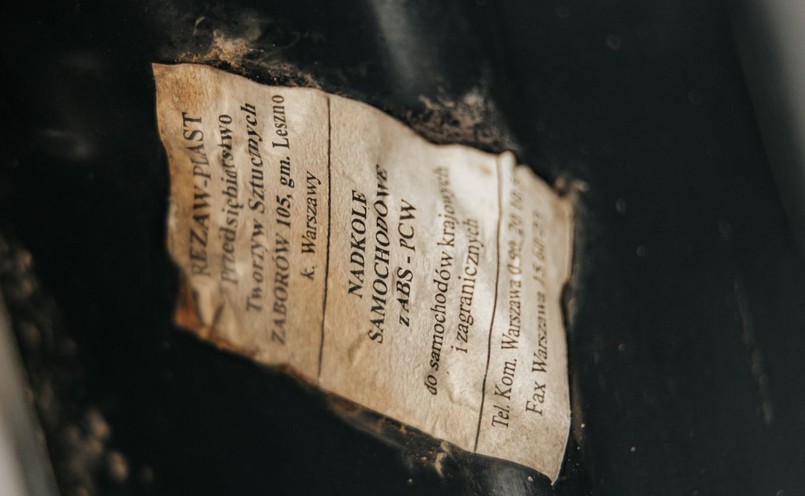 REZAW-PLAST
Przedsiębiorstwo
Tworzyw Sztucznych
ZABORÓW 105, gm. Leszno
k. Warszawy
NADKOLE
SAMOCHODOWE
z ABS - PCW
do samochodów krajowych
i zagranicznych
Tel. Kom. Warszawa
Fax Warszawa